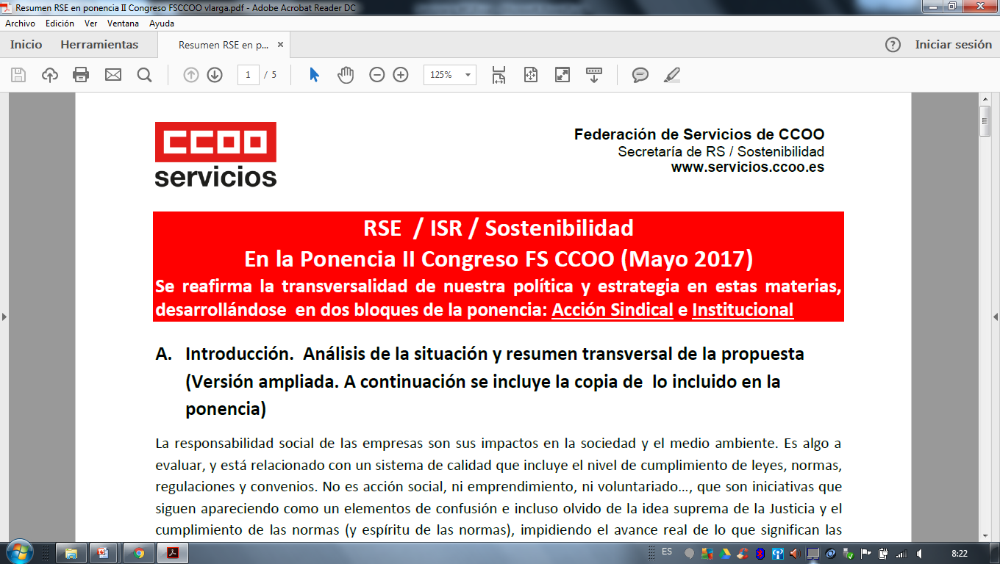 Resumen RSE en ponencia II Congreso FSCCOO vlarga.pdf - Adobe Acrobat Reader DC
Archivo Edición Ver Ventana Ayuda
Inicio Herramientas Resumen RSE en p... × ? Iniciar sesión
1 / 5 125%
ccoo
servicios
Federación de Servicios de CCOO
Secretaría de RS / Sostenibilidad
www.servicios.ccoo.es
RSE / ISR / Sostenibilidad
En la Ponencia II Congreso FS CCOO (Mayo 2017)
Se reafirma la transversalidad de nuestra política y estrategia en estas materias,
desarrollándose en dos bloques de la ponencia: Acción Sindical e Institucional
A. Introducción. Análisis de la situación y resumen transversal de la propuesta
(Versión ampliada. A continuación se incluye la copia de lo incluido en la
ponencia)
La responsabilidad social de las empresas son sus impactos en la sociedad y el medio ambiente. Es algo a
evaluar, y está relacionado con un sistema de calidad que incluye el nivel de cumplimiento de leyes, normas,
regulaciones y convenios. No es acción social, ni emprendimiento, ni voluntariado…, que son iniciativas que
siguen apareciendo como un elementos de confusión e incluso olvido de la idea suprema de la Justicia y el
cumplimiento de las normas (y espíritu de las normas), impidiendo el avance real de lo que significan las
ES 8:22